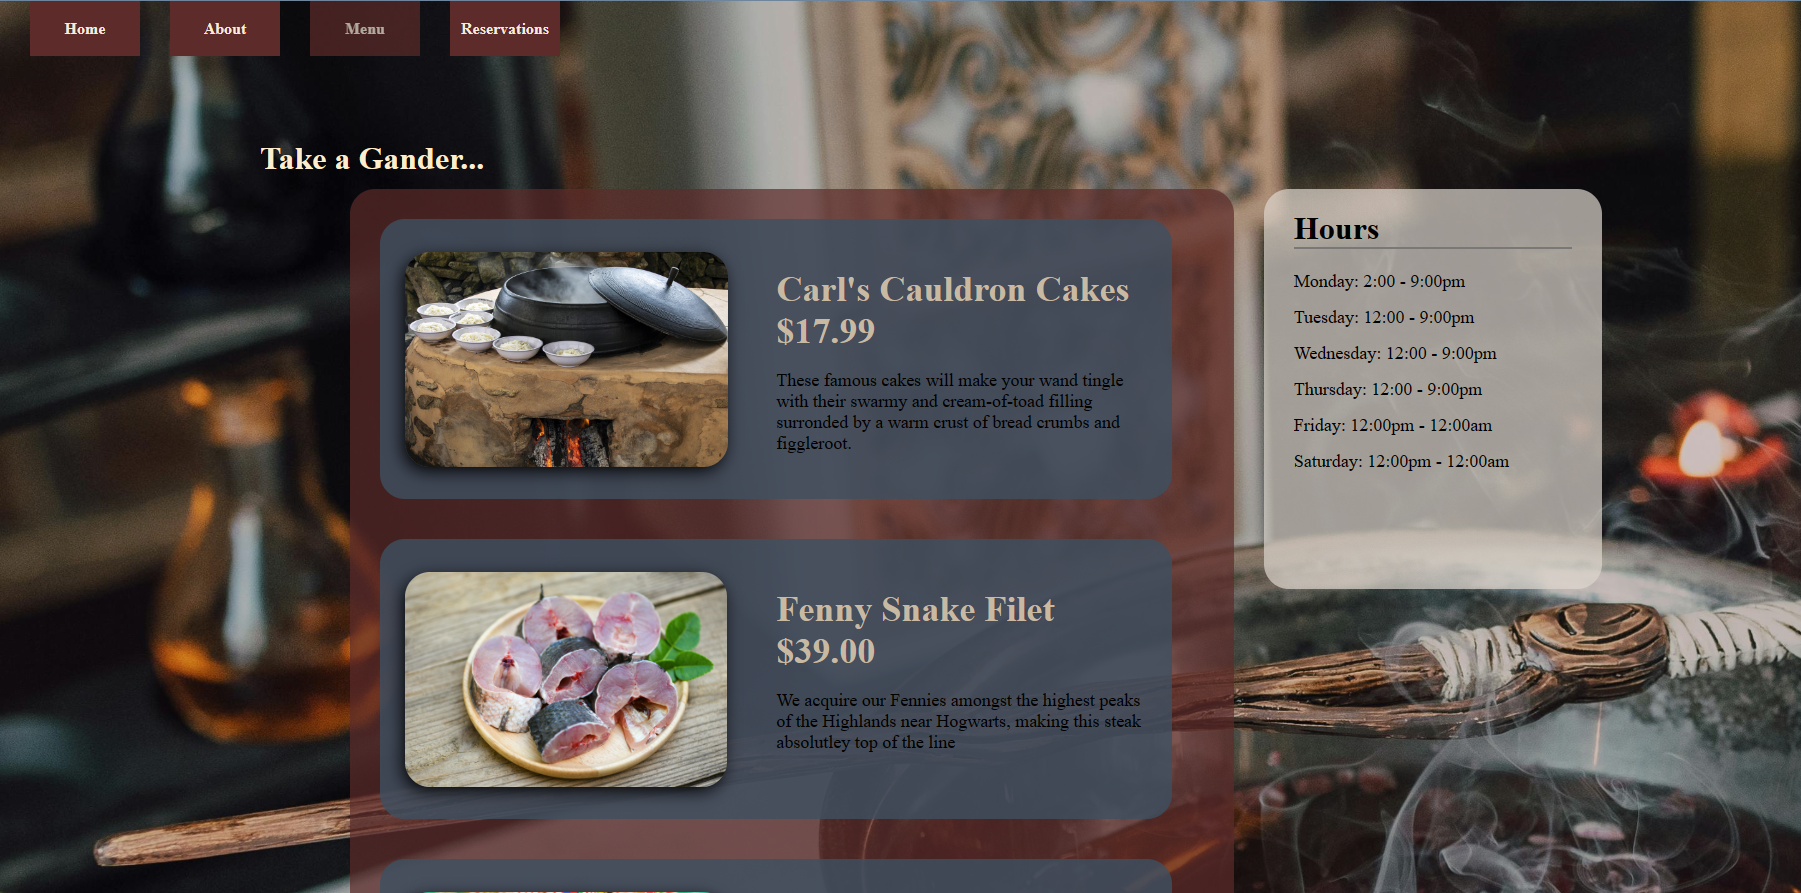 Home About Menu Reservations
Take a Gander...
Carl's Cauldron Cakes
$17.99
These famous cakes will make your wand tingle
with their swarmy and cream-of-toad filling
surronded by a warm crust of bread crumbs and
figgleroot.
Fenny Snake Filet
$39.00
We acquire our Fennies amongst the highest peaks
of the Highlands near Hogwarts, making this steak
absolutley top of the line
Hours
Monday: 2:00 - 9:00pm
Tuesday: 12:00 - 9:00pm
Wednesday: 12:00 - 9:00pm
Thursday: 12:00 - 9:00pm
Friday: 12:00pm - 12:00am
Saturday: 12:00pm - 12:00am